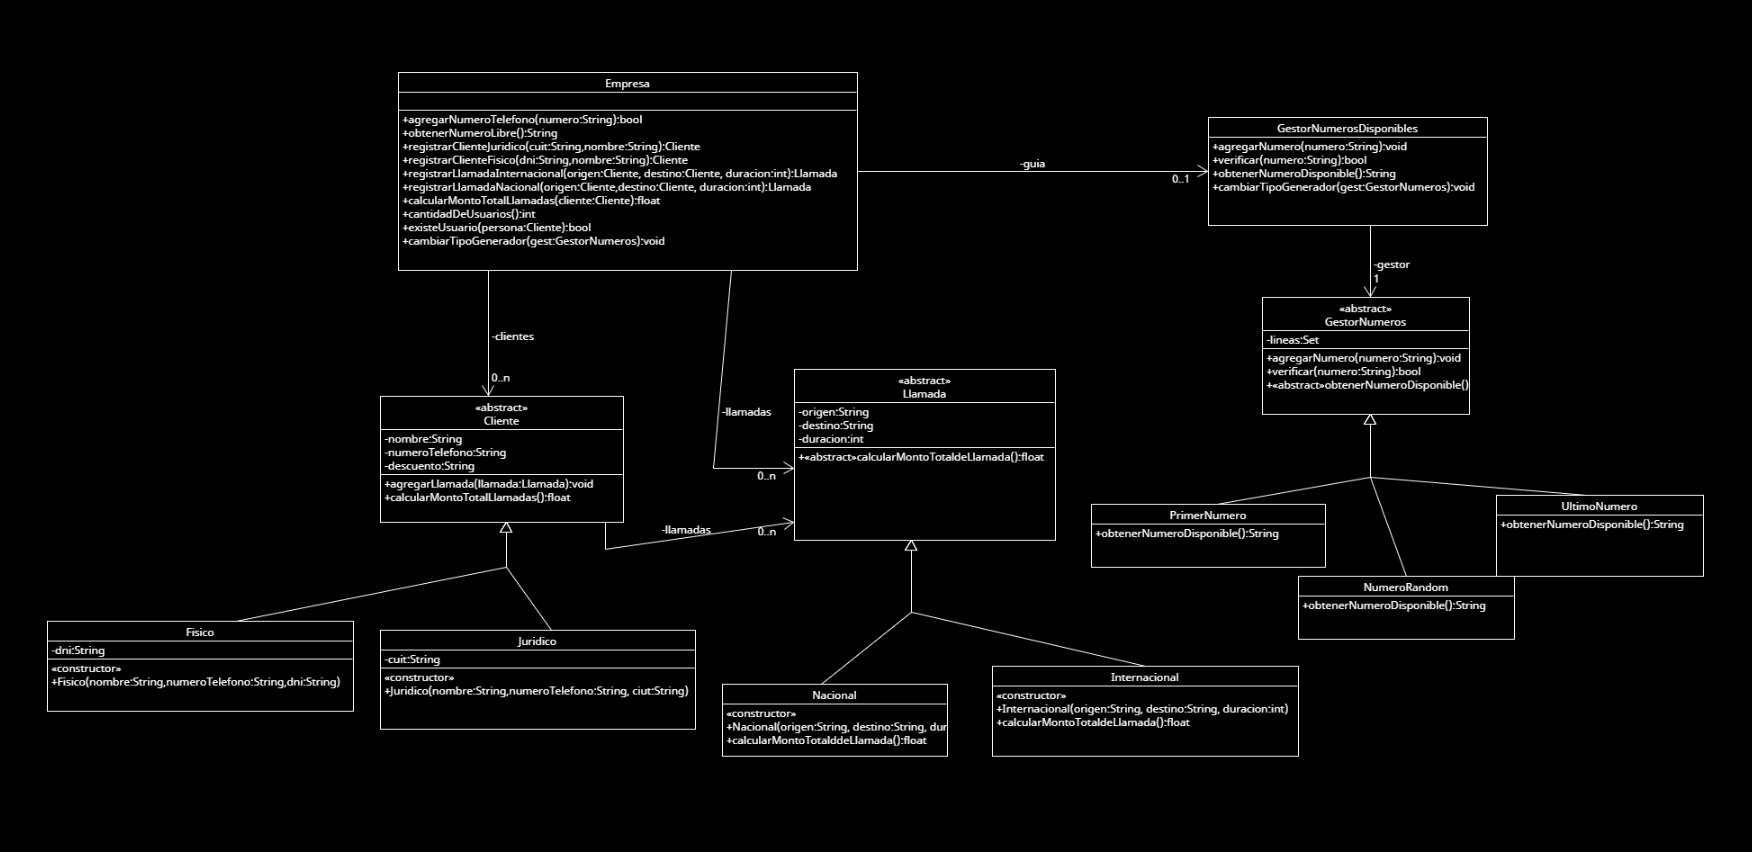 Empresa
+agregarNumeroTelefono(numero:String):bool
+obtenerNumeroLibre():String
+registrarClienteJuridico(cuit:String,nombre:String):Cliente
+registrarClienteFisico(dni:String,nombre:String):Cliente
+registrarLlamadaInternacional(origen:Cliente, destino:Cliente, duracion:int):Llamada
+registrarLlamadaNacional(origen:Cliente,destino:Cliente, duracion:int):Llamada
+calcularMontoTotalLlamadas(cliente:Cliente):float
+cantidadDeUsuarios():int
+existeUsuario(persona:Cliente):bool
+cambiarTipoGenerador(gest:GestorNumeros):void
-guia
0..1
GestorNumerosDisponibles
+agregarNumero(numero:String):void
+verificar(numero:String):bool
+obtenerNumeroDisponible():String
+cambiarTipoGenerador(gest:GestorNumeros):void
-gestor
1
«abstract»
GestorNumeros
-lineas:Set
+agregarNumero(numero:String):void
+verificar(numero:String):bool
+«abstract»obtenerNumeroDisponible()
-clientes
0..n
-llamadas
0..n
«abstract»
Cliente
-nombre:String
-numeroTelefono:String
-descuento:String
+agregarLlamada(llamada:Llamada):void
+calcularMontoTotalLlamadas():float
-llamadas
0..n
«abstract»
Llamada
-origen:String
-destino:String
-duracion:int
+«abstract»calcularMontoTotaldeLlamada():float
PrimerNumero
+obtenerNumeroDisponible():String
UltimoNumero
+obtenerNumeroDisponible():String
NumeroRandom
+obtenerNumeroDisponible():String
Fisico
-dni:String
«constructor»
+Fisico(nombre:String,numeroTelefono:String,dni:String)
Juridico
-cuit:String
«constructor»
+Juridico(nombre:String,numeroTelefono:String, ciut:String)
Nacional
«constructor»
+Nacional(origen:String, destino:String, dur
+calcularMontoTotalddeLlamada():float
Internacional
«constructor»
+Internacional(origen:String, destino:String, duracion:int)
+calcularMontoTotaldeLlamada():float